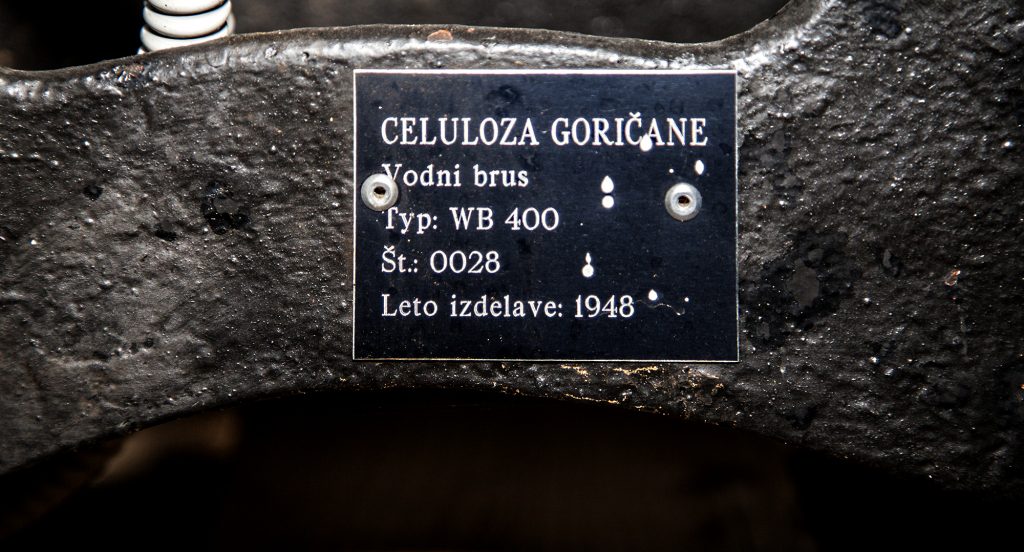 CELULOZA GORIČANE
Vodni brus
Typ: WB 400
Št.: 0028
Leto izdelave: 1948